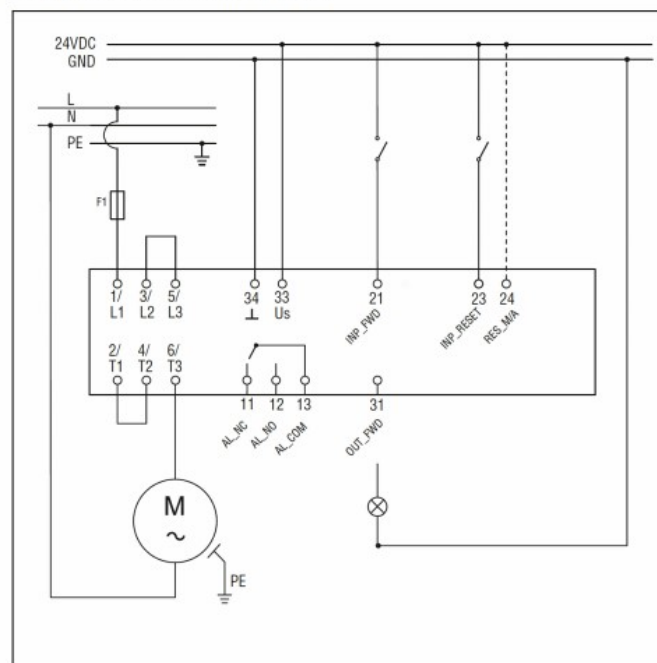 24VDC
GND
L
N
PE
F1
1/ 3/ 5/ 34 33 21 23 24
L1 L2 L3 ⊥ Us INP_FWD INP_RESET RES_M/A
2/ 4/ 6/
T1 T2 T3 11 12 13 31
AL_NC AL_NO AL_COM OUT_FWD
M
~
PE